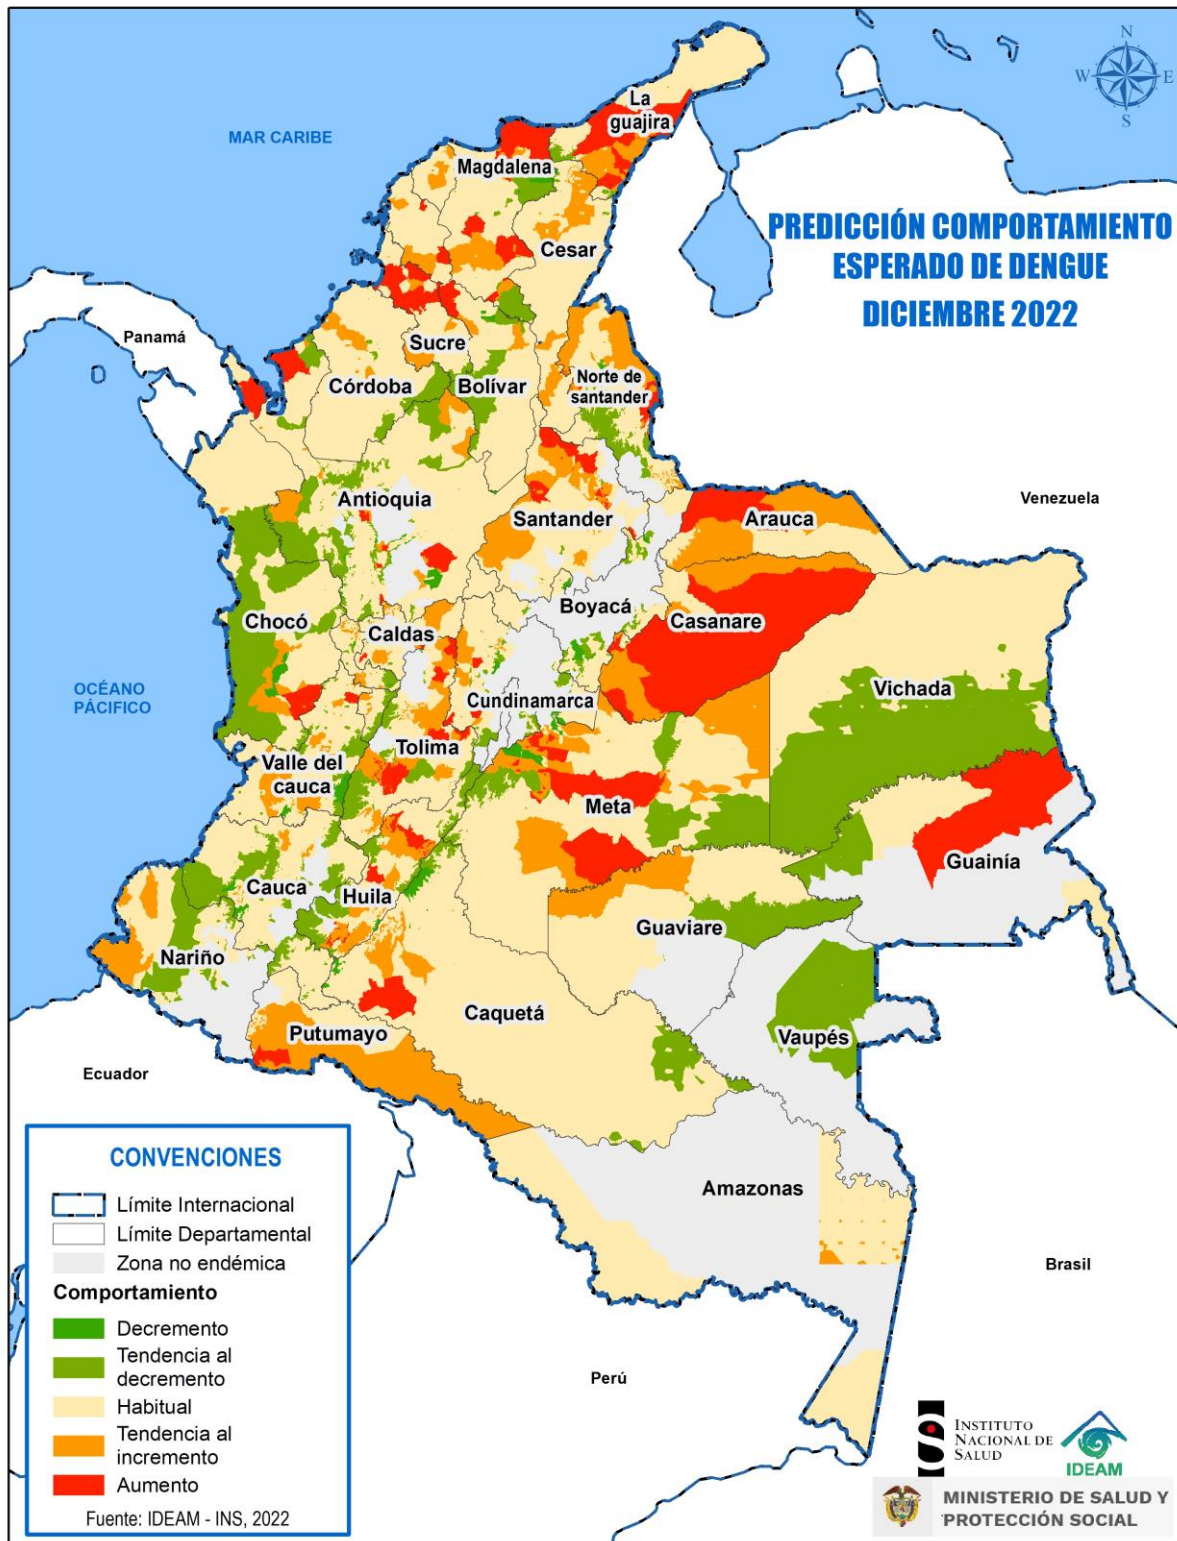 N
W
E
S
MAR CARIBE
La
guajira
Magdalena
Cesar
PREDICCIÓN COMPORTAMIENTO
ESPERADO DE DENGUE
DICIEMBRE 2022
Panamá
Sucre
Córdoba
Bolívar
Norte de
santander
Antioquia
Santander
Arauca
Venezuela
Chocó
Caldas
Boyacá
Casanare
Vichada
OCÉANO
PÁCIFICO
Cundinamarca
Tolima
Valle del
cauca
Meta
Guainía
Cauca
Huila
Guaviare
Nariño
Caquetá
Vaupés
Putumayo
Ecuador
Amazonas
Brasil
Perú
CONVENCIONES
Límite Internacional
Límite Departamental
Zona no endémica
Comportamiento
Decremento
Tendencia al
decremento
Habitual
Tendencia al
incremento
Aumento
Fuente: IDEAM - INS, 2022
INSTITUTO
NACIONAL DE
SALUD
IDEAM
MINISTERIO DE SALUD Y
PROTECCIÓN SOCIAL